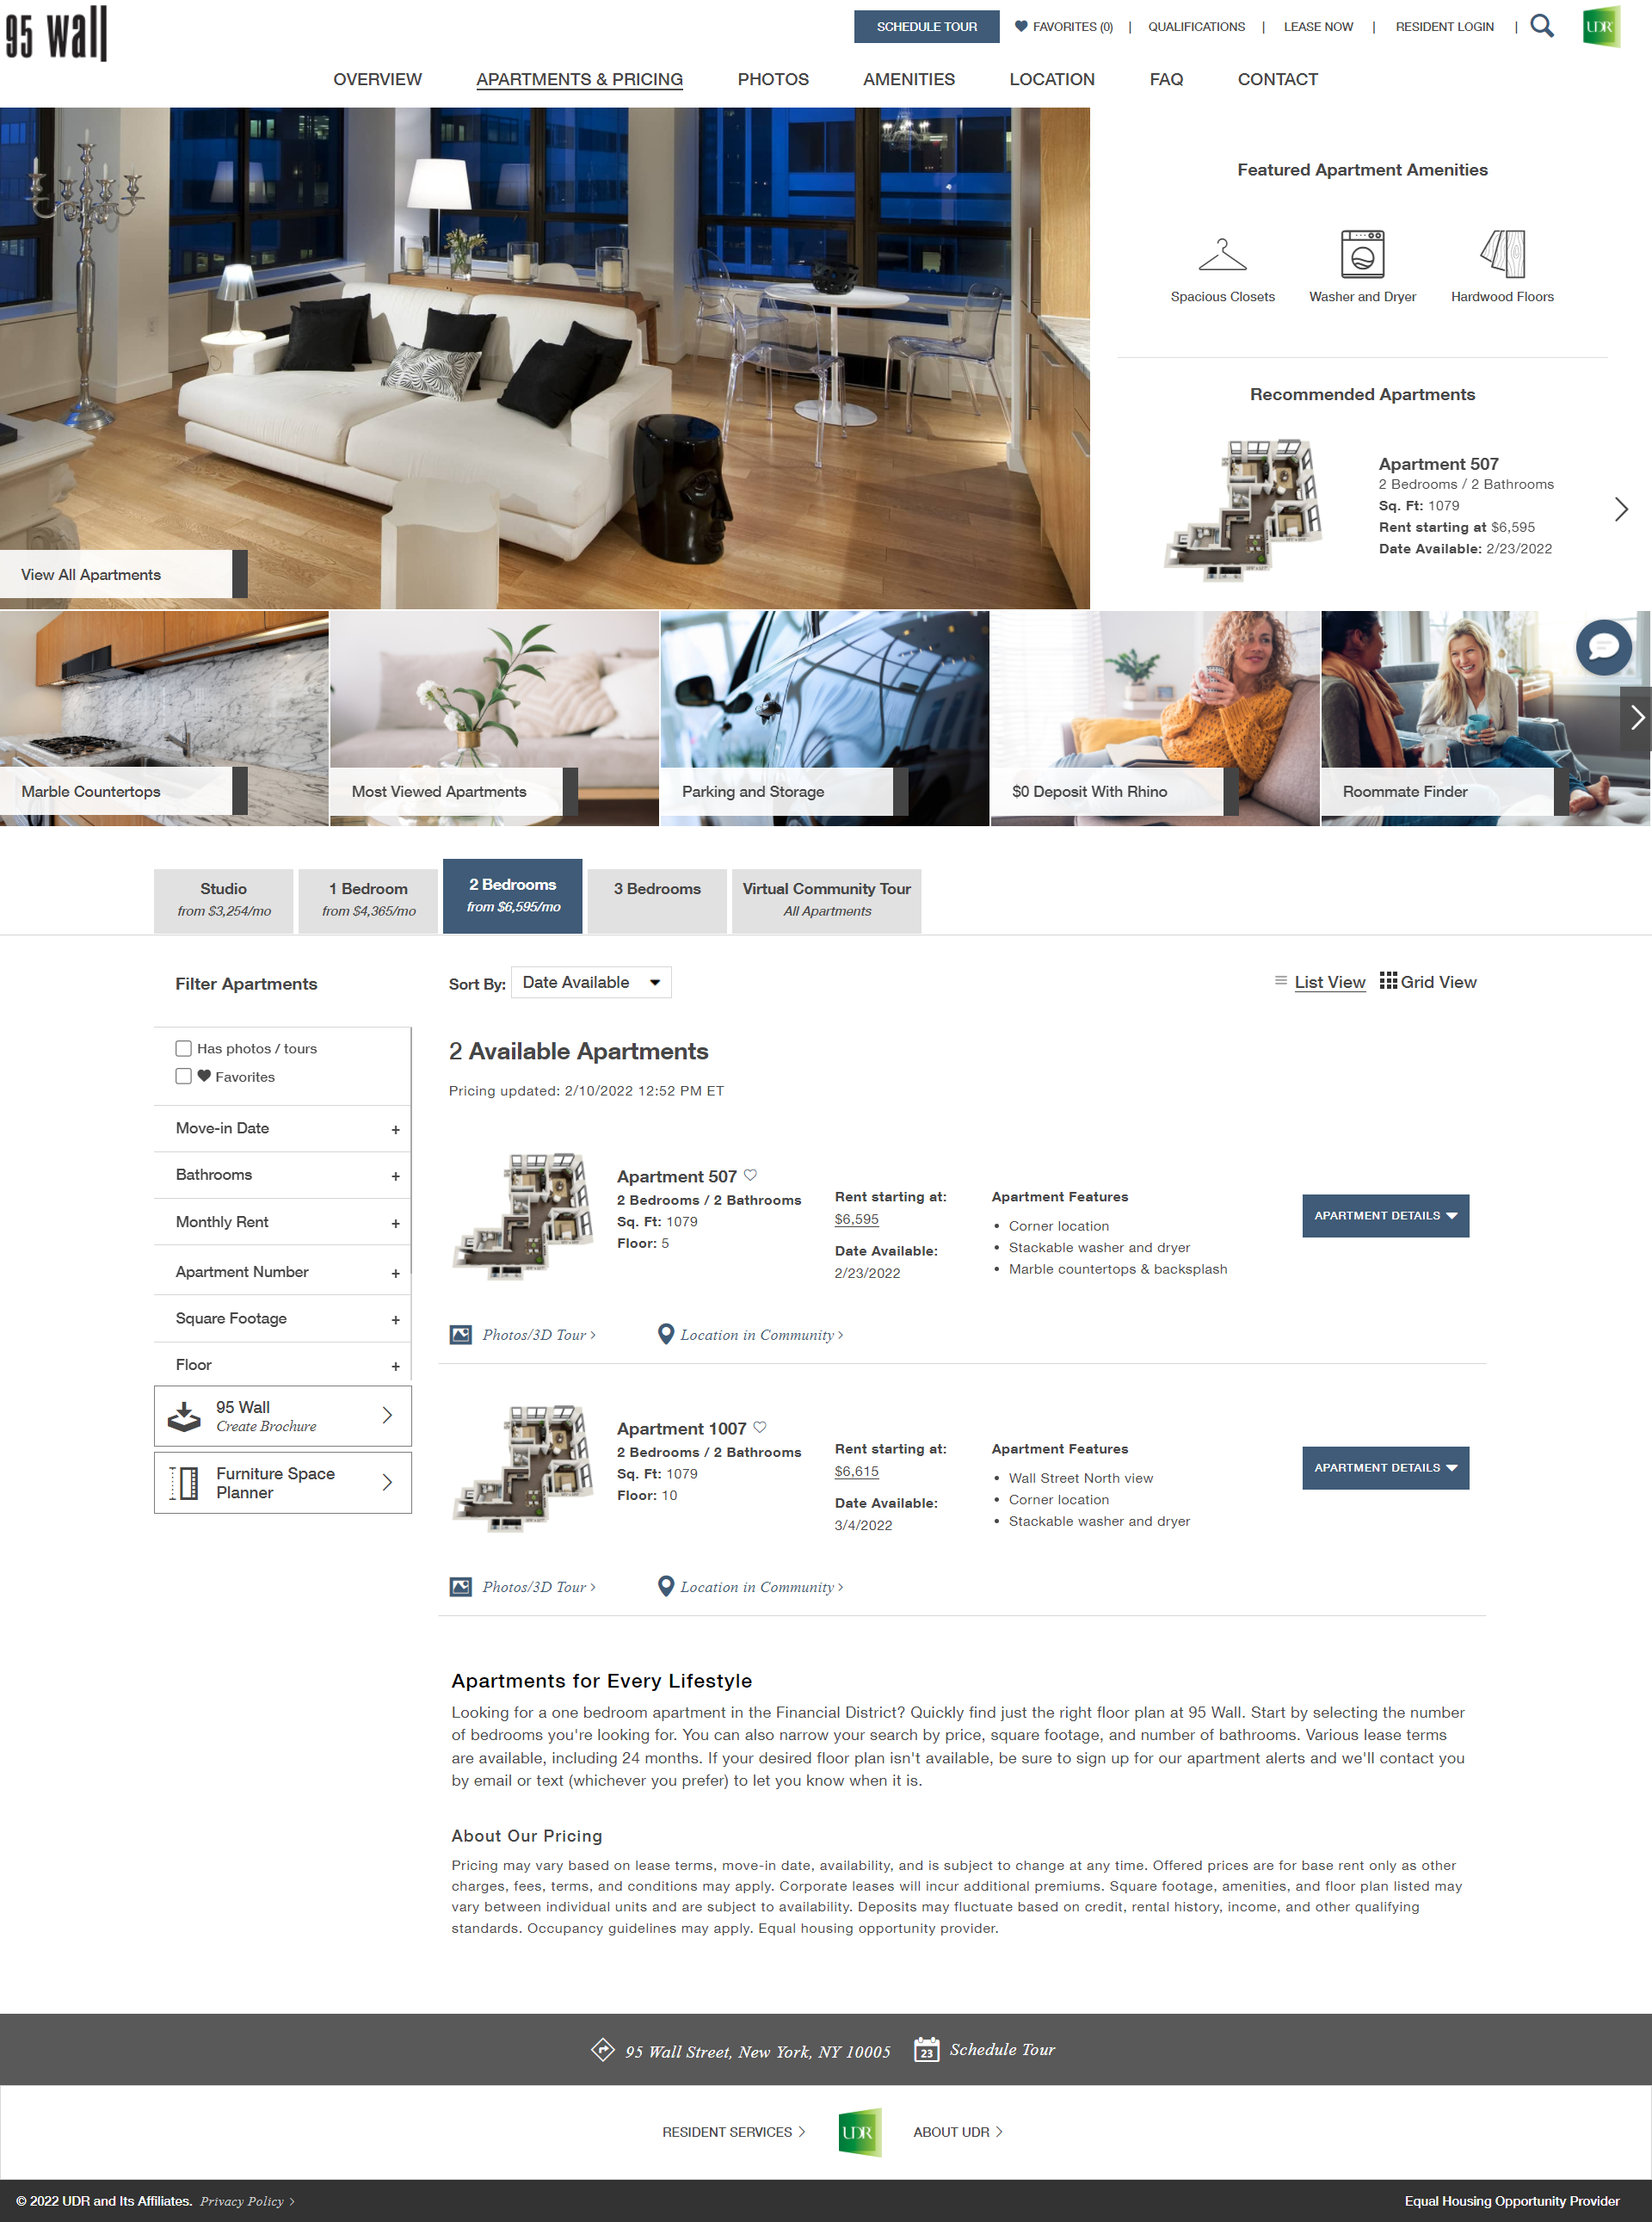 95 wall
SCHEDULE TOUR
FAVORITES (0) | QUALIFICATIONS | LEASE NOW | RESIDENT LOGIN |
UDR
OVERVIEW APARTMENTS & PRICING PHOTOS AMENITIES LOCATION FAQ CONTACT
View All Apartments
Featured Apartment Amenities
Spacious Closets Washer and Dryer Hardwood Floors
Recommended Apartments
Apartment 507
2 Bedrooms / 2 Bathrooms
Sq. Ft: 1079
Rent starting at $6,595
Date Available: 2/23/2022
Marble Countertops
Most Viewed Apartments
Parking and Storage
$0 Deposit With Rhino
Roommate Finder
Studio
from $3,254/mo
1 Bedroom
from $4,365/mo
2 Bedrooms
from $6,595/mo
3 Bedrooms
Virtual Community Tour
All Apartments
Filter Apartments
Has photos / tours
Favorites
Move-in Date +
Bathrooms +
Monthly Rent +
Apartment Number +
Square Footage +
Floor +
95 Wall
Create Brochure
Furniture Space
Planner
Sort By: Date Available
List View Grid View
2 Available Apartments
Pricing updated: 2/10/2022 12:52 PM ET
Apartment 507
2 Bedrooms / 2 Bathrooms
Sq. Ft: 1079
Floor: 5
Rent starting at:
$6,595
Date Available:
2/23/2022
Apartment Features
• Corner location
• Stackable washer and dryer
• Marble countertops & backsplash
APARTMENT DETAILS
Photos/3D Tour > Location in Community >
Apartment 1007
2 Bedrooms / 2 Bathrooms
Sq. Ft: 1079
Floor: 10
Rent starting at:
$6,615
Date Available:
3/4/2022
Apartment Features
• Wall Street North view
• Corner location
• Stackable washer and dryer
APARTMENT DETAILS
Photos/3D Tour > Location in Community >
Apartments for Every Lifestyle
Looking for a one bedroom apartment in the Financial District? Quickly find just the right floor plan at 95 Wall. Start by selecting the number
of bedrooms you're looking for. You can also narrow your search by price, square footage, and number of bathrooms. Various lease terms
are available, including 24 months. If your desired floor plan isn't available, be sure to sign up for our apartment alerts and we'll contact you
by email or text (whichever you prefer) to let you know when it is.
About Our Pricing
Pricing may vary based on lease terms, move-in date, availability, and is subject to change at any time. Offered prices are for base rent only as other
charges, fees, terms, and conditions may apply. Corporate leases will incur additional premiums. Square footage, amenities, and floor plan listed may
vary between individual units and are subject to availability. Deposits may fluctuate based on credit, rental history, income, and other qualifying
standards. Occupancy guidelines may apply. Equal housing opportunity provider.
95 Wall Street, New York, NY 10005
23 Schedule Tour
RESIDENT SERVICES >
UDR
ABOUT UDR >
© 2022 UDR and Its Affiliates. Privacy Policy >
Equal Housing Opportunity Provider